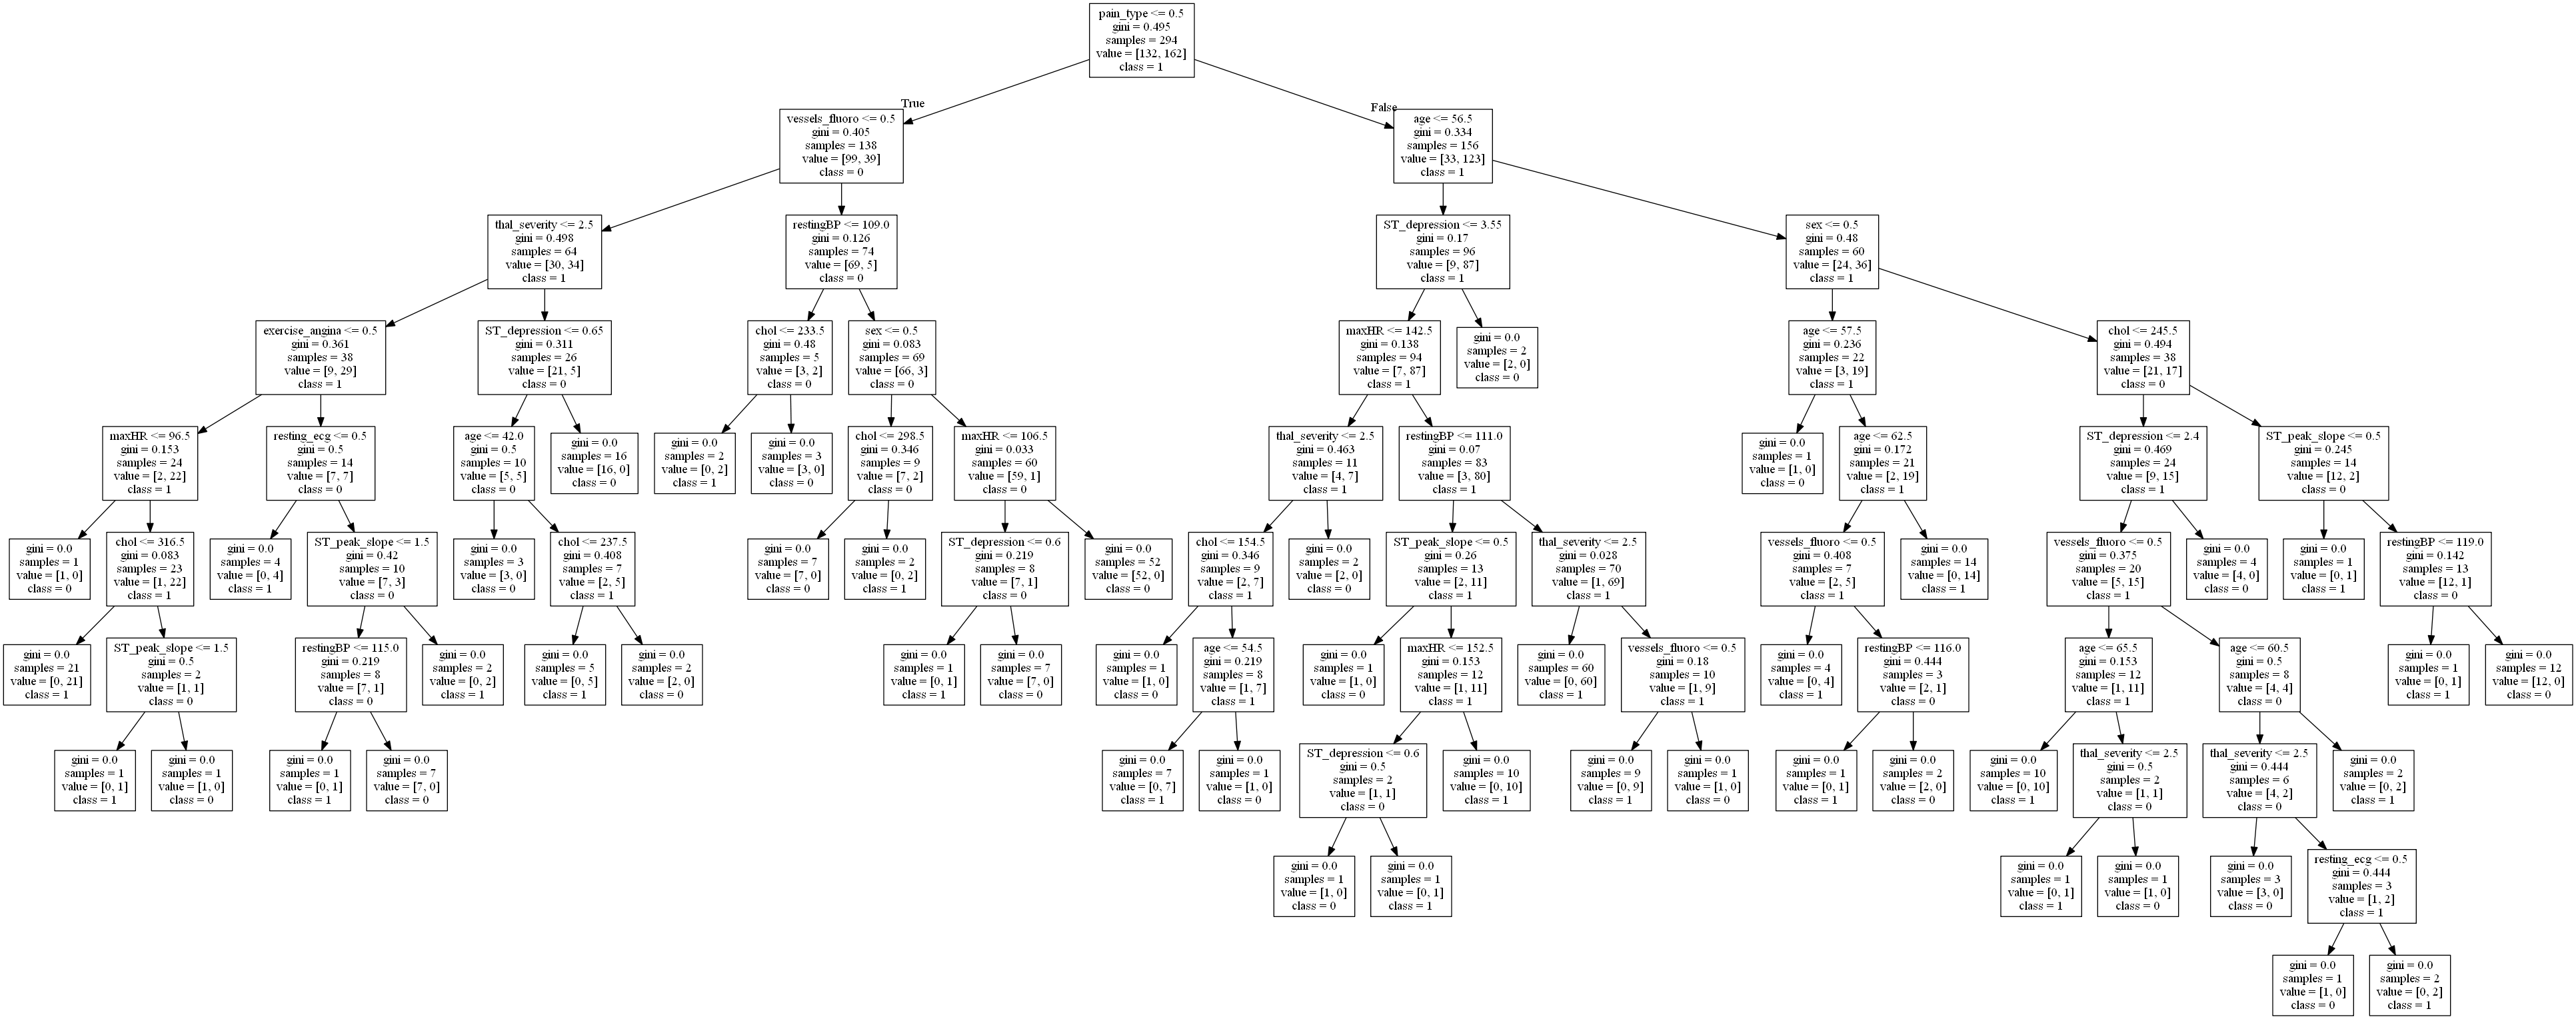 pain_type <= 0.5
gini = 0.495
samples = 294
value = [132, 162]
class = 1
True
False
vessels_fluoro <= 0.5
gini = 0.405
samples = 138
value = [99, 39]
class = 0
age <= 56.5
gini = 0.334
samples = 156
value = [33, 123]
class = 1
thal_severity <= 2.5
gini = 0.498
samples = 64
value = [30, 34]
class = 1
restingBP <= 109.0
gini = 0.126
samples = 74
value = [69, 5]
class = 0
ST_depression <= 3.55
gini = 0.17
samples = 96
value = [9, 87]
class = 1
sex <= 0.5
gini = 0.48
samples = 60
value = [24, 36]
class = 1
exercise_angina <= 0.5
gini = 0.361
samples = 38
value = [9, 29]
class = 1
ST_depression <= 0.65
gini = 0.311
samples = 26
value = [21, 5]
class = 0
chol <= 233.5
gini = 0.48
samples = 5
value = [3, 2]
class = 0
sex <= 0.5
gini = 0.083
samples = 69
value = [66, 3]
class = 0
maxHR <= 142.5
gini = 0.138
samples = 94
value = [7, 87]
class = 1
gini = 0.0
samples = 2
value = [2, 0]
class = 0
age <= 57.5
gini = 0.236
samples = 22
value = [3, 19]
class = 1
chol <= 245.5
gini = 0.494
samples = 38
value = [21, 17]
class = 0
maxHR <= 96.5
gini = 0.153
samples = 24
value = [2, 22]
class = 1
resting_ecg <= 0.5
gini = 0.5
samples = 14
value = [7, 7]
class = 0
age <= 42.0
gini = 0.5
samples = 10
value = [5, 5]
class = 0
gini = 0.0
samples = 16
value = [16, 0]
class = 0
gini = 0.0
samples = 2
value = [0, 2]
class = 1
gini = 0.0
samples = 3
value = [3, 0]
class = 0
chol <= 298.5
gini = 0.346
samples = 9
value = [7, 2]
class = 0
maxHR <= 106.5
gini = 0.033
samples = 60
value = [59, 1]
class = 0
thal_severity <= 2.5
gini = 0.463
samples = 11
value = [4, 7]
class = 1
restingBP <= 111.0
gini = 0.07
samples = 83
value = [3, 80]
class = 1
gini = 0.0
samples = 1
value = [1, 0]
class = 0
age <= 62.5
gini = 0.172
samples = 21
value = [2, 19]
class = 1
ST_depression <= 2.4
gini = 0.469
samples = 24
value = [9, 15]
class = 1
ST_peak_slope <= 0.5
gini = 0.245
samples = 14
value = [12, 2]
class = 0
gini = 0.0
samples = 1
value = [1, 0]
class = 0
chol <= 316.5
gini = 0.083
samples = 23
value = [1, 22]
class = 1
gini = 0.0
samples = 4
value = [0, 4]
class = 1
ST_peak_slope <= 1.5
gini = 0.42
samples = 10
value = [7, 3]
class = 0
gini = 0.0
samples = 3
value = [3, 0]
class = 0
chol <= 237.5
gini = 0.408
samples = 7
value = [2, 5]
class = 1
gini = 0.0
samples = 7
value = [7, 0]
class = 0
gini = 0.0
samples = 2
value = [0, 2]
class = 1
ST_depression <= 0.6
gini = 0.219
samples = 8
value = [7, 1]
class = 0
gini = 0.0
samples = 52
value = [52, 0]
class = 0
chol <= 154.5
gini = 0.346
samples = 9
value = [2, 7]
class = 1
gini = 0.0
samples = 2
value = [2, 0]
class = 0
ST_peak_slope <= 0.5
gini = 0.26
samples = 13
value = [2, 11]
class = 1
thal_severity <= 2.5
gini = 0.028
samples = 70
value = [1, 69]
class = 1
vessels_fluoro <= 0.5
gini = 0.408
samples = 7
value = [2, 5]
class = 1
gini = 0.0
samples = 14
value = [0, 14]
class = 1
vessels_fluoro <= 0.5
gini = 0.375
samples = 20
value = [5, 15]
class = 1
gini = 0.0
samples = 4
value = [4, 0]
class = 0
gini = 0.0
samples = 1
value = [0, 1]
class = 1
restingBP <= 119.0
gini = 0.142
samples = 13
value = [12, 1]
class = 0
gini = 0.0
samples = 21
value = [0, 21]
class = 1
ST_peak_slope <= 1.5
gini = 0.5
samples = 2
value = [1, 1]
class = 0
restingBP <= 115.0
gini = 0.219
samples = 8
value = [7, 1]
class = 0
gini = 0.0
samples = 2
value = [0, 2]
class = 1
gini = 0.0
samples = 5
value = [0, 5]
class = 1
gini = 0.0
samples = 2
value = [2, 0]
class = 0
gini = 0.0
samples = 1
value = [0, 1]
class = 1
gini = 0.0
samples = 7
value = [7, 0]
class = 0
gini = 0.0
samples = 1
value = [1, 0]
class = 0
age <= 54.5
gini = 0.219
samples = 8
value = [1, 7]
class = 1
gini = 0.0
samples = 1
value = [1, 0]
class = 0
maxHR <= 152.5
gini = 0.153
samples = 12
value = [1, 11]
class = 1
gini = 0.0
samples = 60
value = [0, 60]
class = 1
vessels_fluoro <= 0.5
gini = 0.18
samples = 10
value = [1, 9]
class = 1
gini = 0.0
samples = 4
value = [0, 4]
class = 1
restingBP <= 116.0
gini = 0.444
samples = 3
value = [2, 1]
class = 0
age <= 65.5
gini = 0.153
samples = 12
value = [1, 11]
class = 1
age <= 60.5
gini = 0.5
samples = 8
value = [4, 4]
class = 0
gini = 0.0
samples = 1
value = [0, 1]
class = 1
gini = 0.0
samples = 12
value = [12, 0]
class = 0
gini = 0.0
samples = 1
value = [0, 1]
class = 1
gini = 0.0
samples = 1
value = [1, 0]
class = 0
gini = 0.0
samples = 1
value = [0, 1]
class = 1
gini = 0.0
samples = 7
value = [7, 0]
class = 0
gini = 0.0
samples = 7
value = [0, 7]
class = 1
gini = 0.0
samples = 1
value = [1, 0]
class = 0
ST_depression <= 0.6
gini = 0.5
samples = 2
value = [1, 1]
class = 0
gini = 0.0
samples = 10
value = [0, 10]
class = 1
gini = 0.0
samples = 9
value = [0, 9]
class = 1
gini = 0.0
samples = 1
value = [1, 0]
class = 0
gini = 0.0
samples = 1
value = [0, 1]
class = 1
gini = 0.0
samples = 2
value = [2, 0]
class = 0
gini = 0.0
samples = 10
value = [0, 10]
class = 1
thal_severity <= 2.5
gini = 0.5
samples = 2
value = [1, 1]
class = 0
thal_severity <= 2.5
gini = 0.444
samples = 6
value = [4, 2]
class = 0
gini = 0.0
samples = 2
value = [0, 2]
class = 1
gini = 0.0
samples = 1
value = [1, 0]
class = 0
gini = 0.0
samples = 1
value = [0, 1]
class = 1
gini = 0.0
samples = 1
value = [0, 1]
class = 1
gini = 0.0
samples = 1
value = [1, 0]
class = 0
gini = 0.0
samples = 3
value = [3, 0]
class = 0
resting_ecg <= 0.5
gini = 0.444
samples = 3
value = [1, 2]
class = 1
gini = 0.0
samples = 1
value = [1, 0]
class = 0
gini = 0.0
samples = 2
value = [0, 2]
class = 1